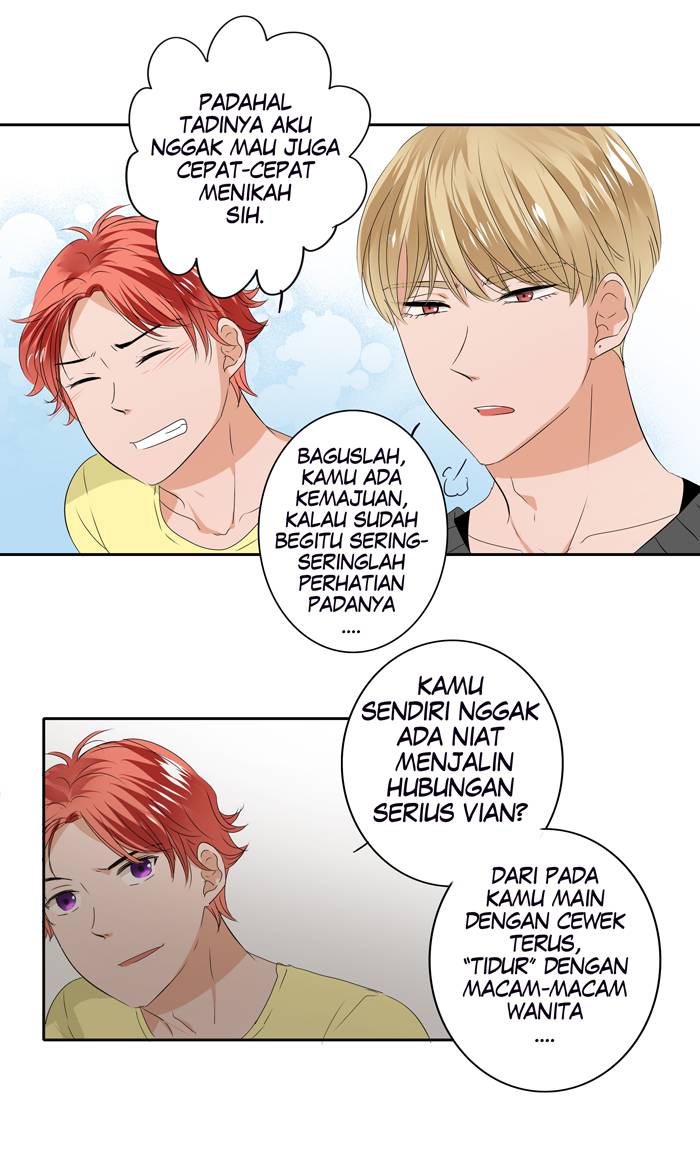 PADAHAL
TADINYA AKU
NGGAK MAU JUGA
CEPAT-CEPAT
MENIKAH
SIH.
BAGUSLAH,
KAMU ADA
KEMAJUAN,
KALAU SUDAH
BEGITU SERING-
SERINGLAH
PERHATIAN
PADANYA
....
KAMU
SENDIRI NGGAK
ADA NIAT
MENJALIN
HUBUNGAN
SERIUS VIAN?
DARI PADA
KAMU MAIN
DENGAN CEWEK
TERUS,
"TIDUR" DENGAN
MACAM-MACAM
WANITA
....